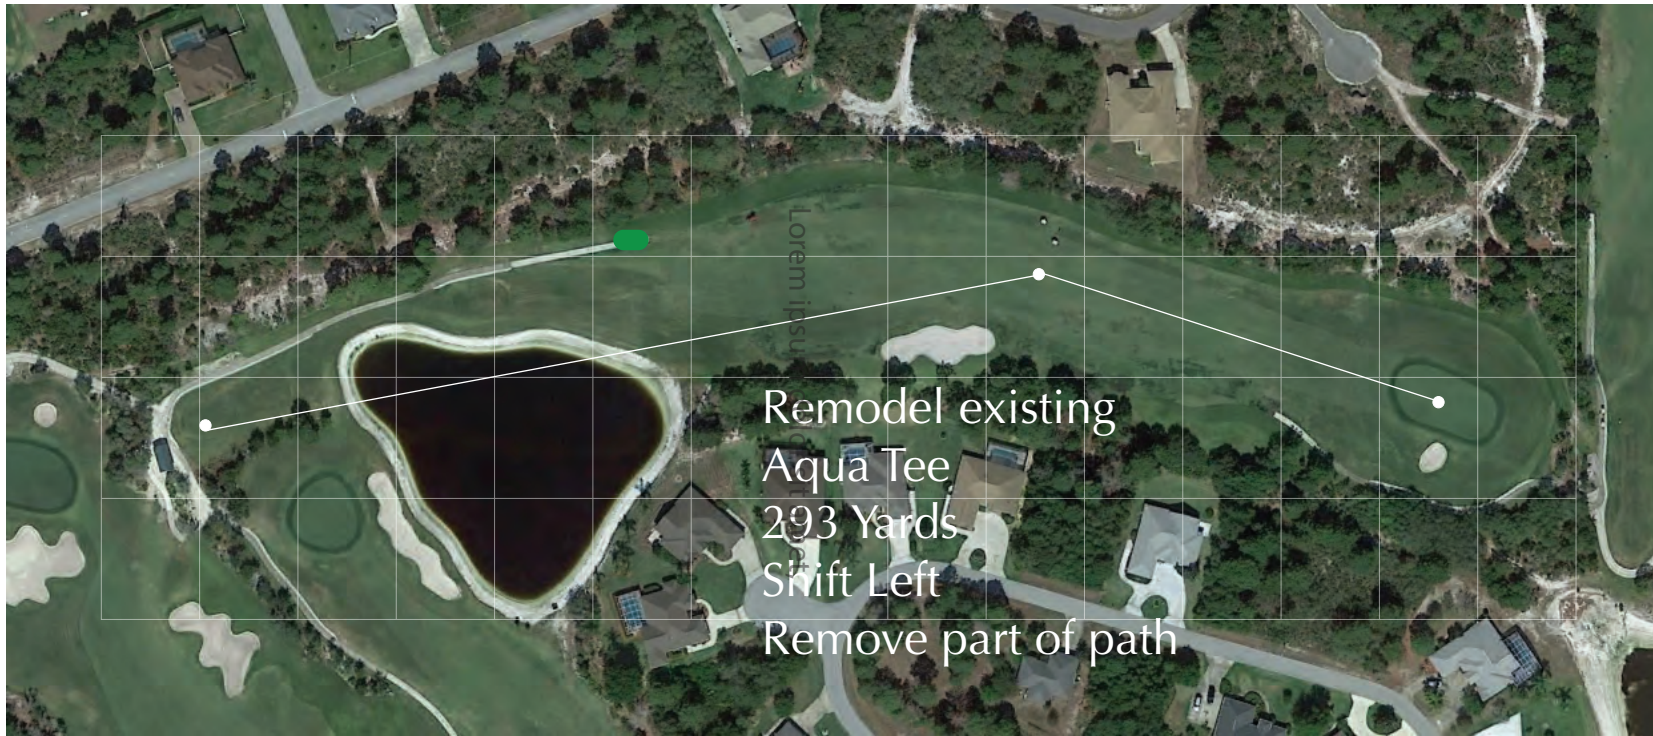 Remodel existing
Aqua Tee
293 Yards
Shift Left
Remove part of path
Lorem ipsu